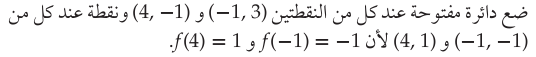 ضع دائرة مفتوحة عند كل من النقطتين (−1, 3) و (4, −1) ونقطة عند كل من
(−1, −1) و (4, 1) لأن f(−1) = −1 و f(4) = 1.